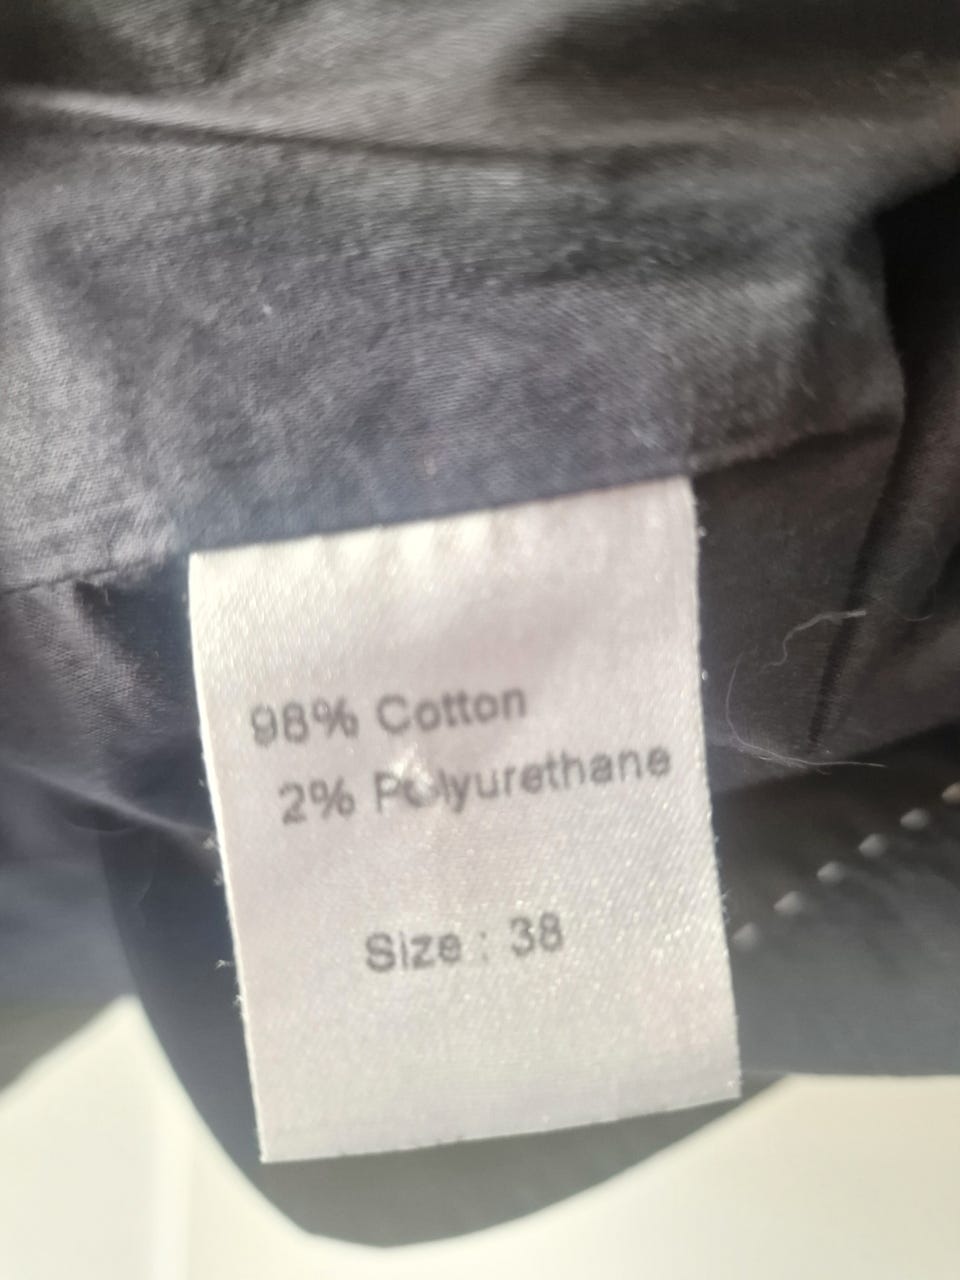 98% Cotton
2% Polyurethane
Size : 38